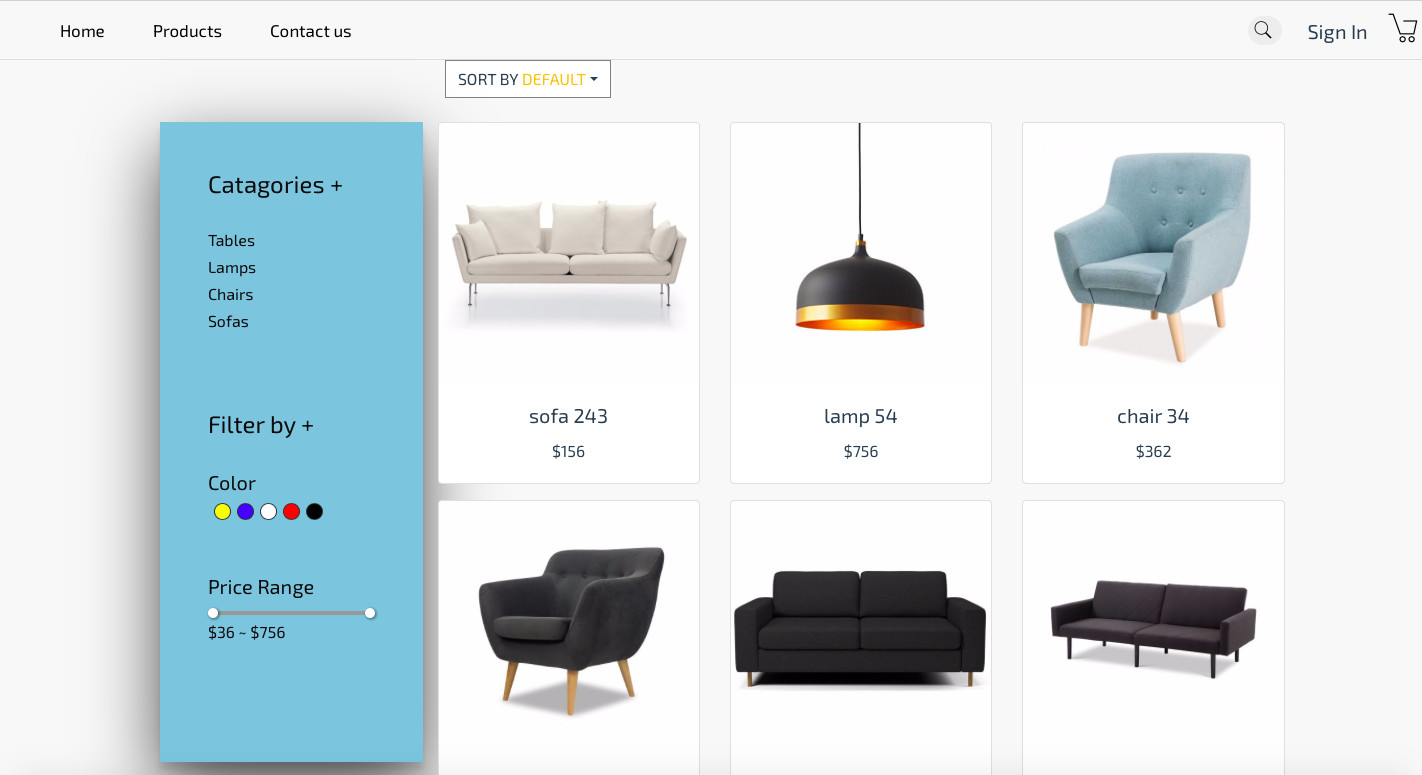 Home Products Contact us Sign In
SORT BY DEFAULT
Catagories +
Tables
Lamps
Chairs
Sofas
Filter by +
Color
Price Range
$36 ~ $756
sofa 243
$156
lamp 54
$756
chair 34
$362